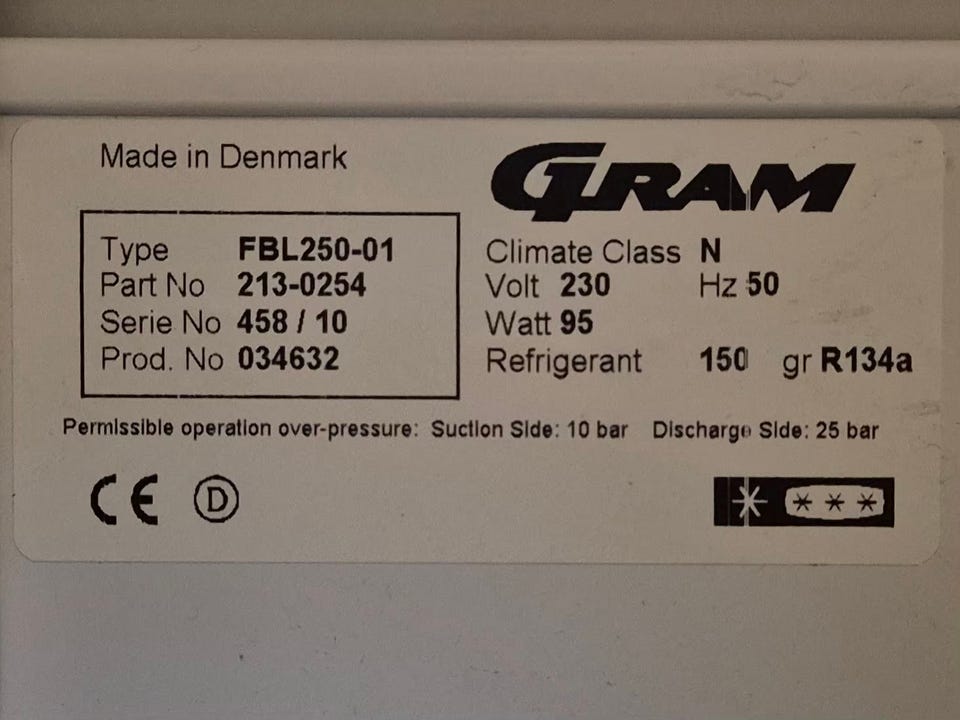 Made in Denmark
GRAM
Type FBL250-01
Part No 213-0254
Serie No 458 / 10
Prod. No 034632
Climate Class N
Volt 230 Hz 50
Watt 95
Refrigerant 150 gr R134a
Permissible operation over-pressure: Suction Side: 10 bar Discharge Side: 25 bar
CE D